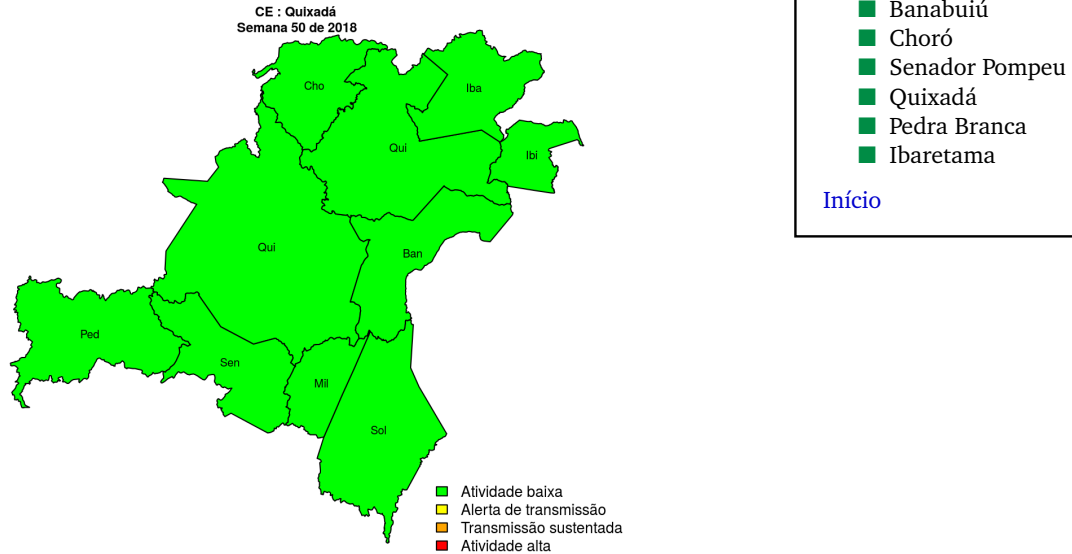 CE : Quixadá
Semana 50 de 2018
Cho
Iba
Qui
Ibi
Qui
Ban
Ped
Sen
Mil
Sol
Atividade baixa
Alerta de transmissão
Transmissão sustentada
Atividade alta
Banabuiú
Choró
Senador Pompeu
Quixadá
Pedra Branca
Ibaretama
Início